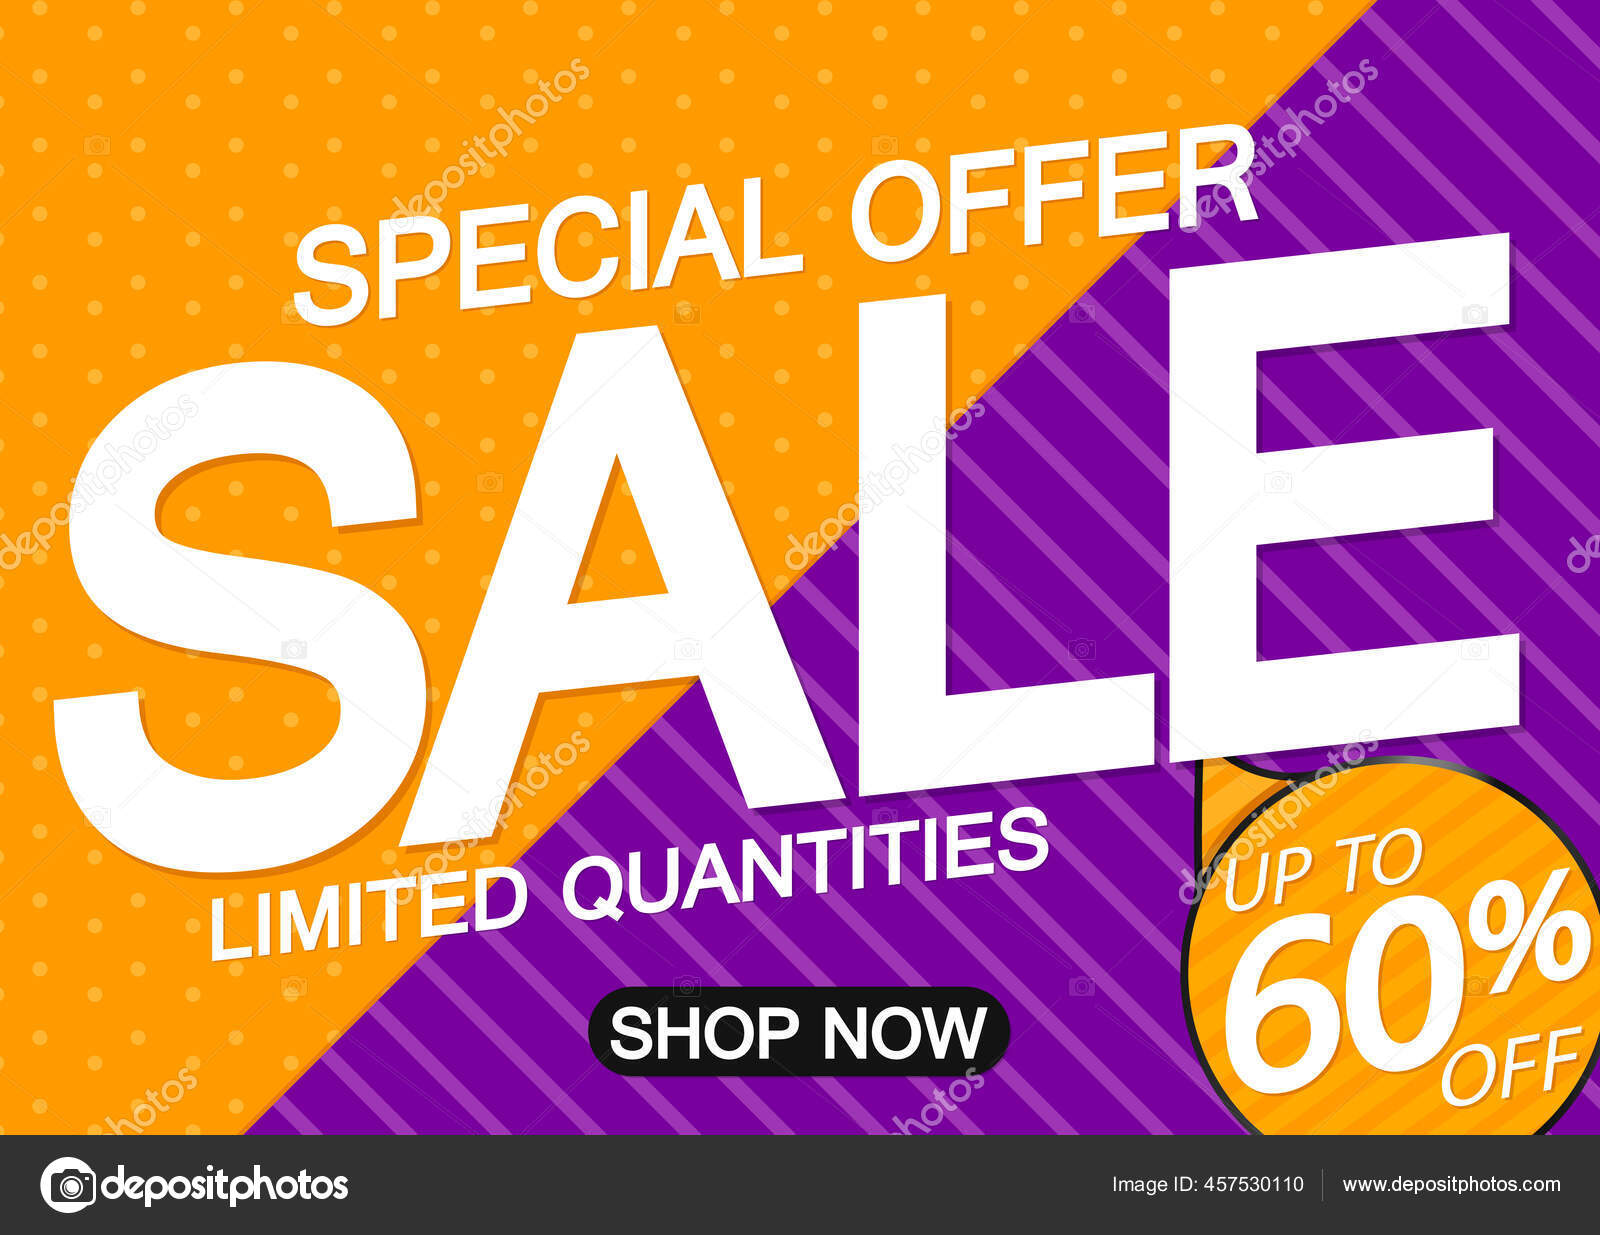 SPECIAL OFFER
SALE
LIMITED QUANTITIES
SHOP NOW
UP TO
60%
OFF
depositphotos
Image ID: 457530110 www.depositphotos.com